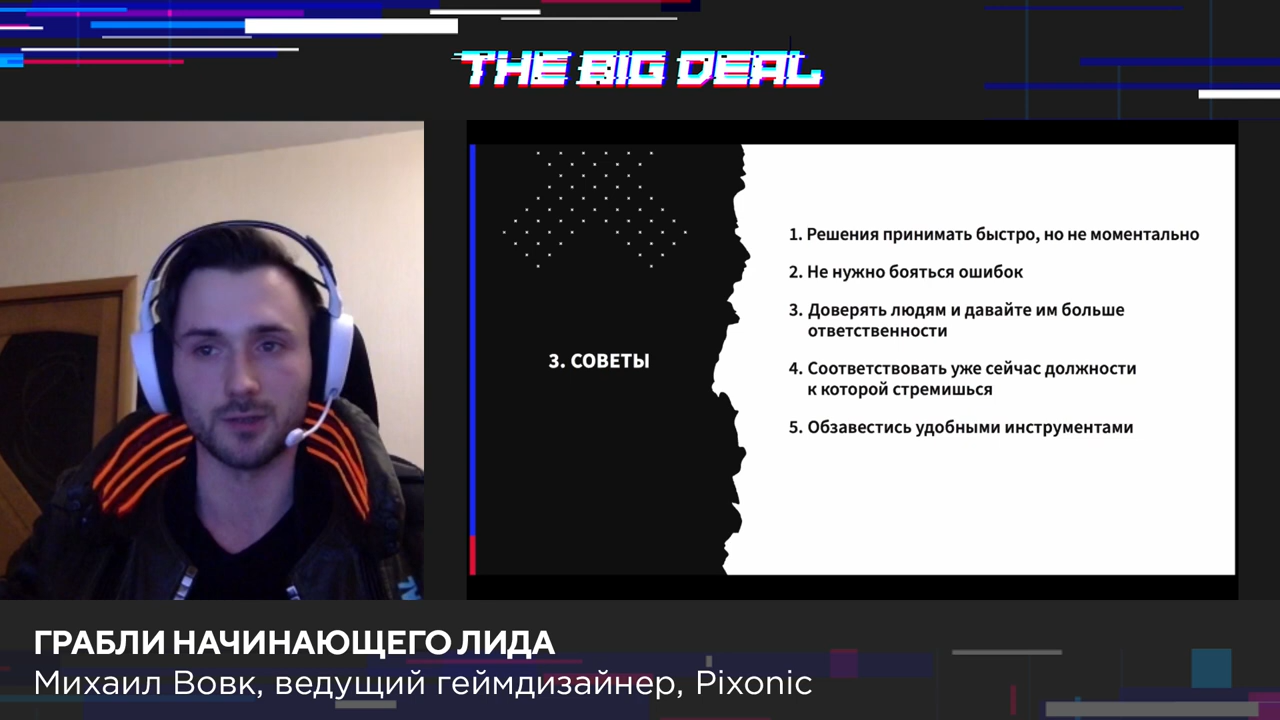 THE BIG DEAL
3. СОВЕТЫ
1. Решения принимать быстро, но не моментально
2. Не нужно бояться ошибок
3. Доверять людям и давайте им больше
ответственности
4. Соответствовать уже сейчас должности
к которой стремишься
5. Обзавестись удобными инструментами
ГРАБЛИ НАЧИНАЮЩЕГО ЛИДА
Михаил Вовк, ведущий геймдизайнер, Pixonic